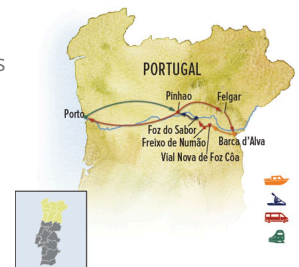 s
PORTUGAL
Pinhao
Felgar
Porto
Foz do Sabor
Freixo de Numão
Barca d'Alva
Vial Nova de Foz Côa